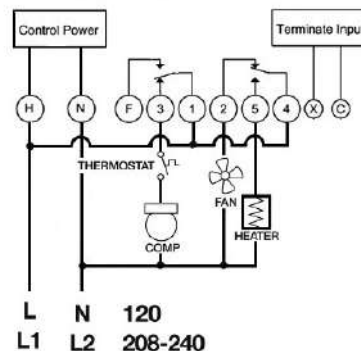 Control Power
Terminate Inpu
H N F 3 1 2 5 4 X C
THERMOSTAT
FAN
COMP
HEATER
L N 120
L1 L2 208-240